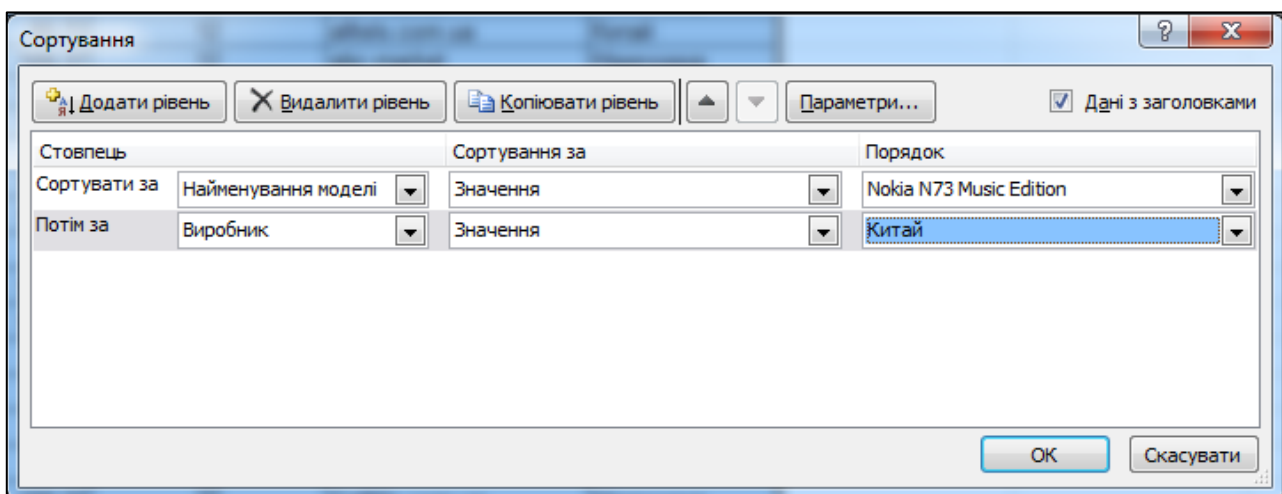 Сортування
Додати рівень Видалити рівень Копіювати рівень Параметри... Дані з заголовками
Стовпець Сортування за Порядок
Сортувати за Найменування моделі Значення Nokia N73 Music Edition
Потім за Виробник Значення Китай
ОК Скасувати